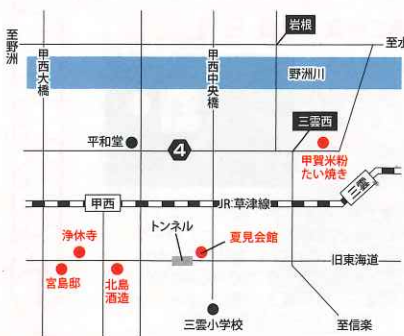 岩根
至野洲
至水
甲西大橋
甲西中央橋
野洲川
三雲西
平和堂
4
甲賀米粉
たい焼き
三雲
甲西
JR草津線
浄休寺
トンネル
夏見会館
旧東海道
宮島邸
北島
酒造
三雲小学校
至信楽